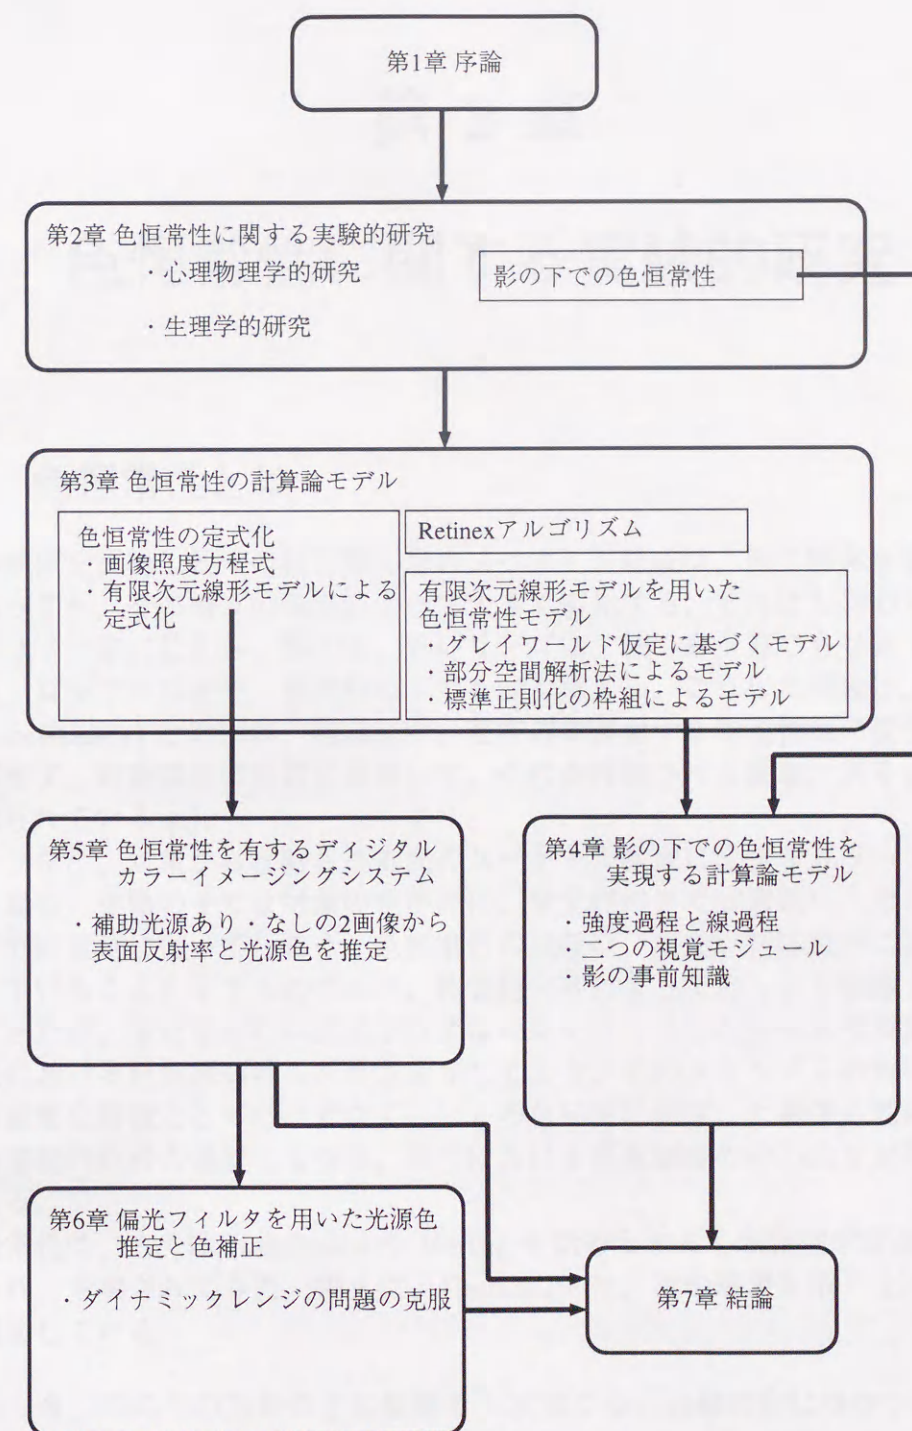 第1章 序論
第2章 色恒常性に関する実験的研究
・心理物理学的研究
影の下での色恒常性
・生理学的研究
第3章 色恒常性の計算論モデル
色恒常性の定式化
・画像照度方程式
・有限次元線形モデルによる
定式化
Retinexアルゴリズム
有限次元線形モデルを用いた
色恒常性モデル
・グレイワールド仮定に基づくモデル
・部分空間解析法によるモデル
・標準正則化の枠組によるモデル
第5章 色恒常性を有するディジタル
カラーイメージングシステム
・補助光源あり・なしの2画像から
表面反射率と光源色を推定
第4章 影の下での色恒常性を
実現する計算論モデル
・強度過程と線過程
・二つの視覚モジュール
・影の事前知識
第6章 偏光フィルタを用いた光源色
推定と色補正
・ダイナミックレンジの問題の克服
第7章 結論